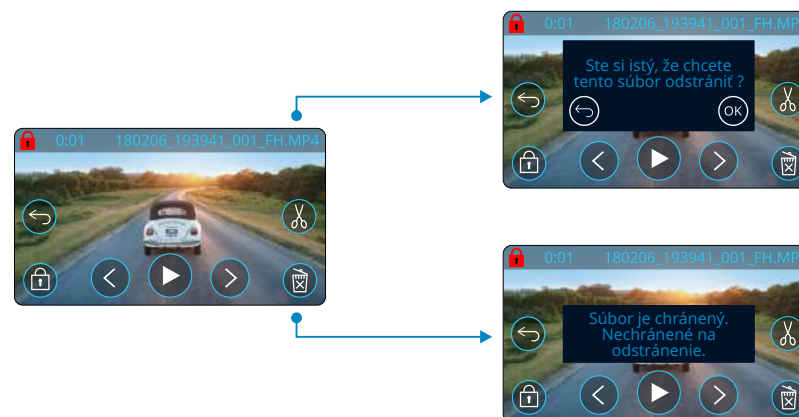 0:01 180206_193941_001_FH.MP4
0:01 180206_193941_001_FH.MP
Ste si istý, že chcete
tento súbor odstrániť ?
OK
0:01 180206_193941_001_FH.MP
Súbor je chránený.
Nechránené na
odstránenie.